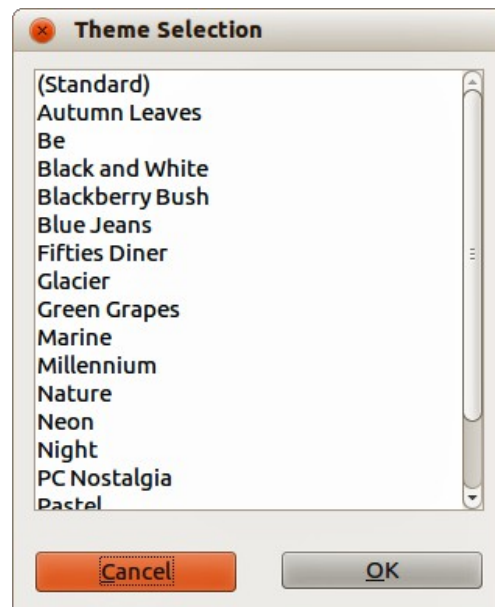 Theme Selection
(Standard)
Autumn Leaves
Be
Black and White
Blackberry Bush
Blue Jeans
Fifties Diner
Glacier
Green Grapes
Marine
Millennium
Nature
Neon
Night
PC Nostalgia
Pastel
Cancel OK